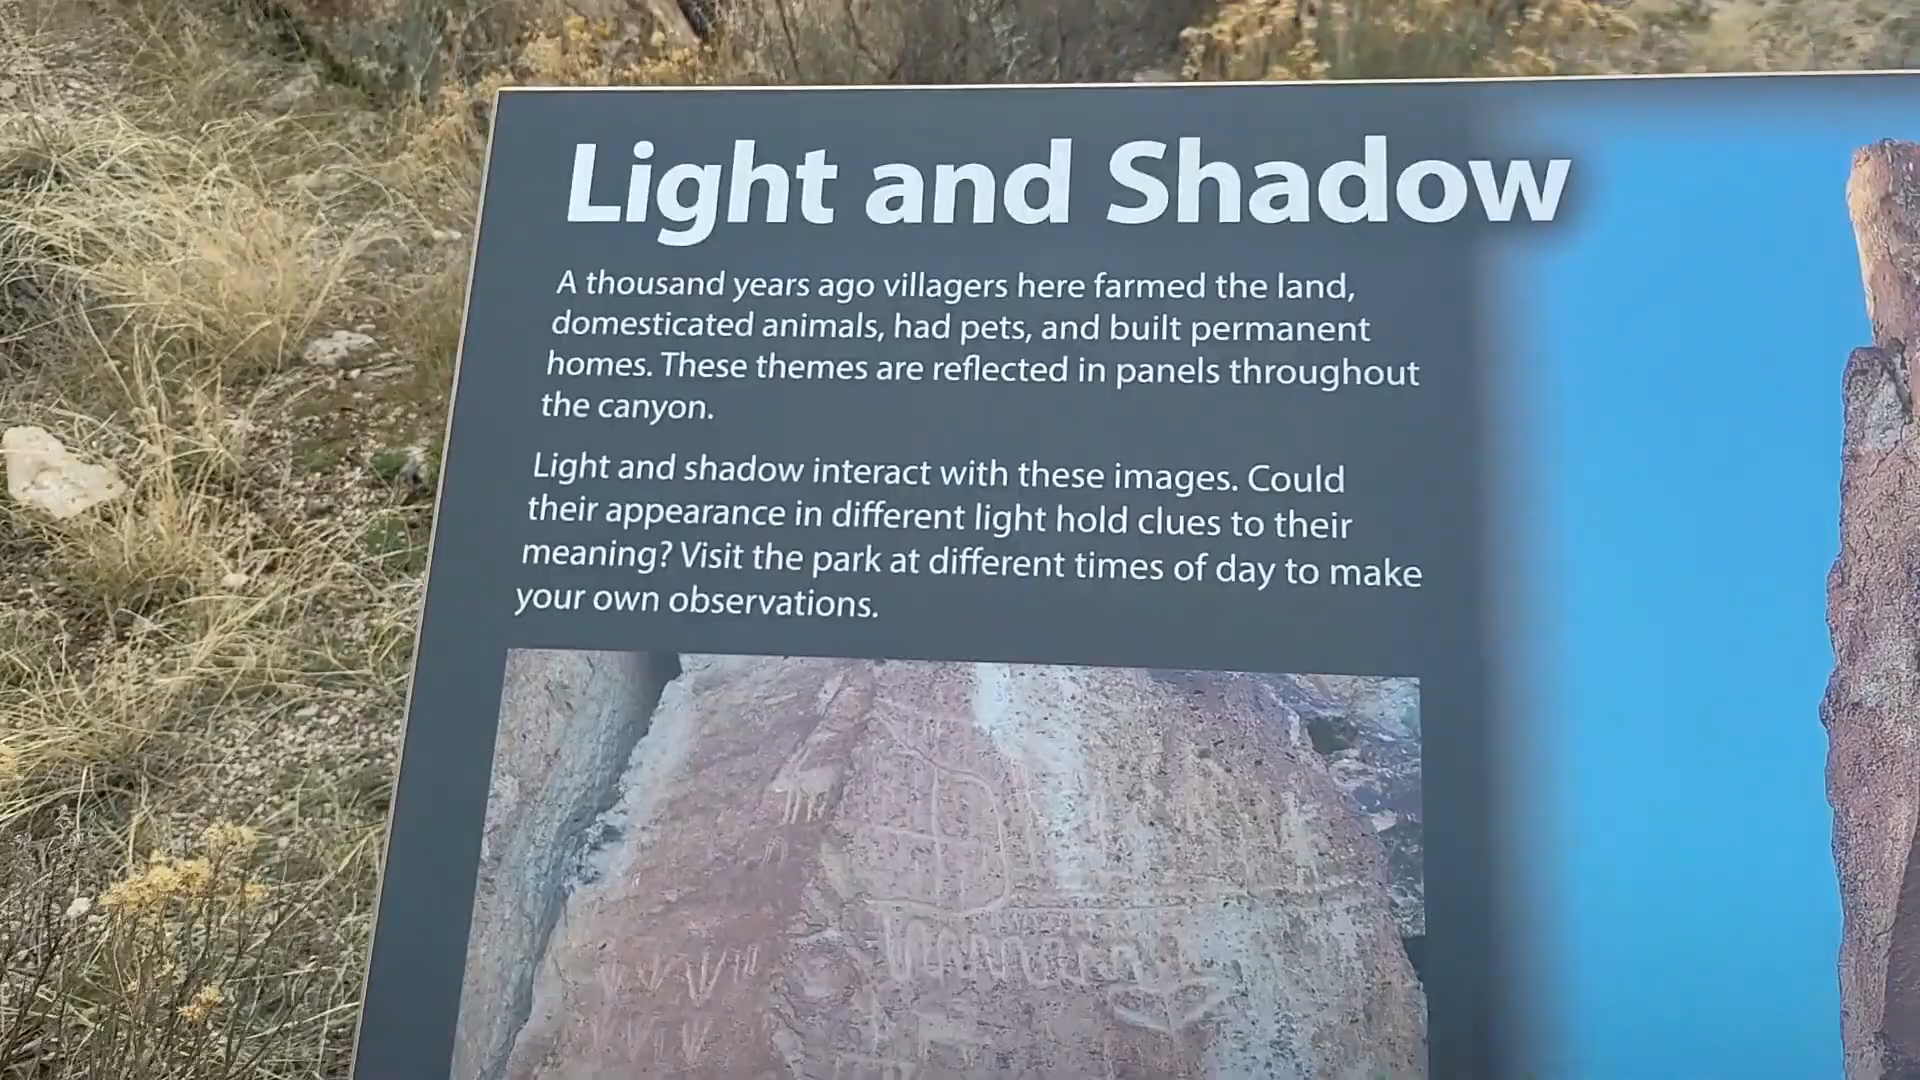 Light and Shadow
A thousand years ago villagers here farmed the land,
domesticated animals, had pets, and built permanent
homes. These themes are reflected in panels throughout
the canyon.
Light and shadow interact with these images. Could
their appearance in different light hold clues to their
meaning? Visit the park at different times of day to make
your own observations.